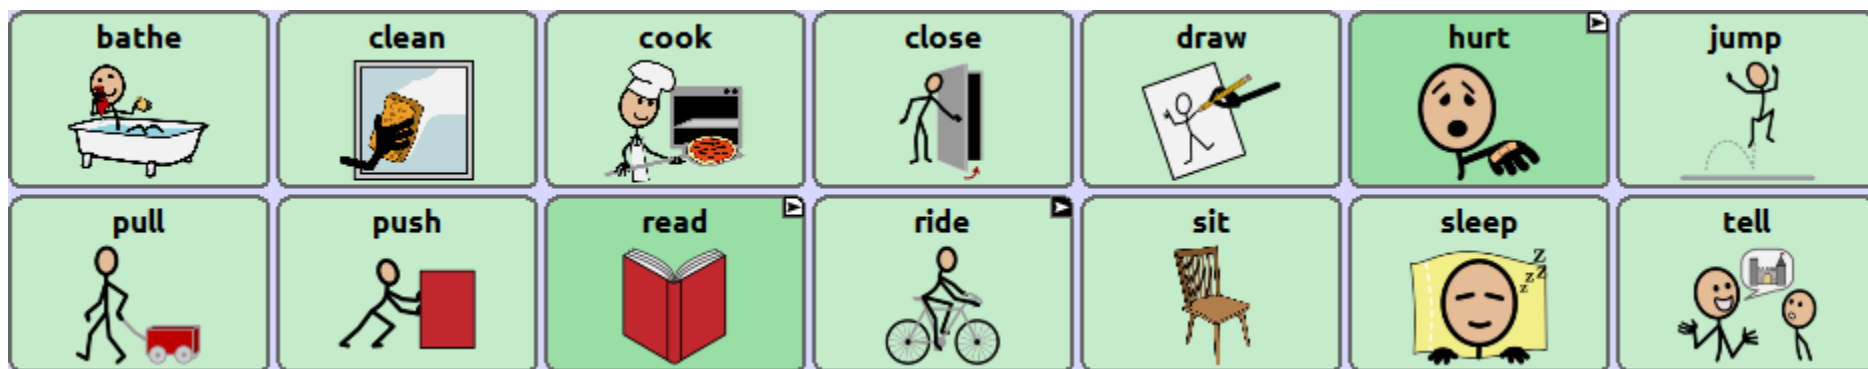 bathe
clean
cook
close
draw
hurt
jump
pull
push
read
ride
sit
sleep
z z Z Z
tell